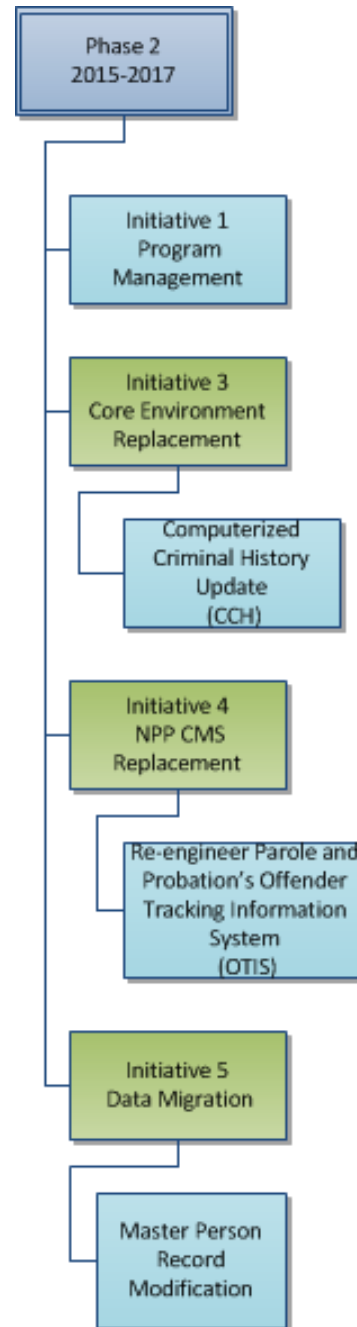 Phase 2
2015-2017
Initiative 1
Program
Management
Initiative 3
Core Environment
Replacement
Computerized
Criminal History
Update
(CCH)
Initiative 4
NPP CMS
Replacement
Re-engineer Parole and
Probation's Offender
Tracking Information
System
(OTIS)
Initiative 5
Data Migration
Master Person
Record
Modification